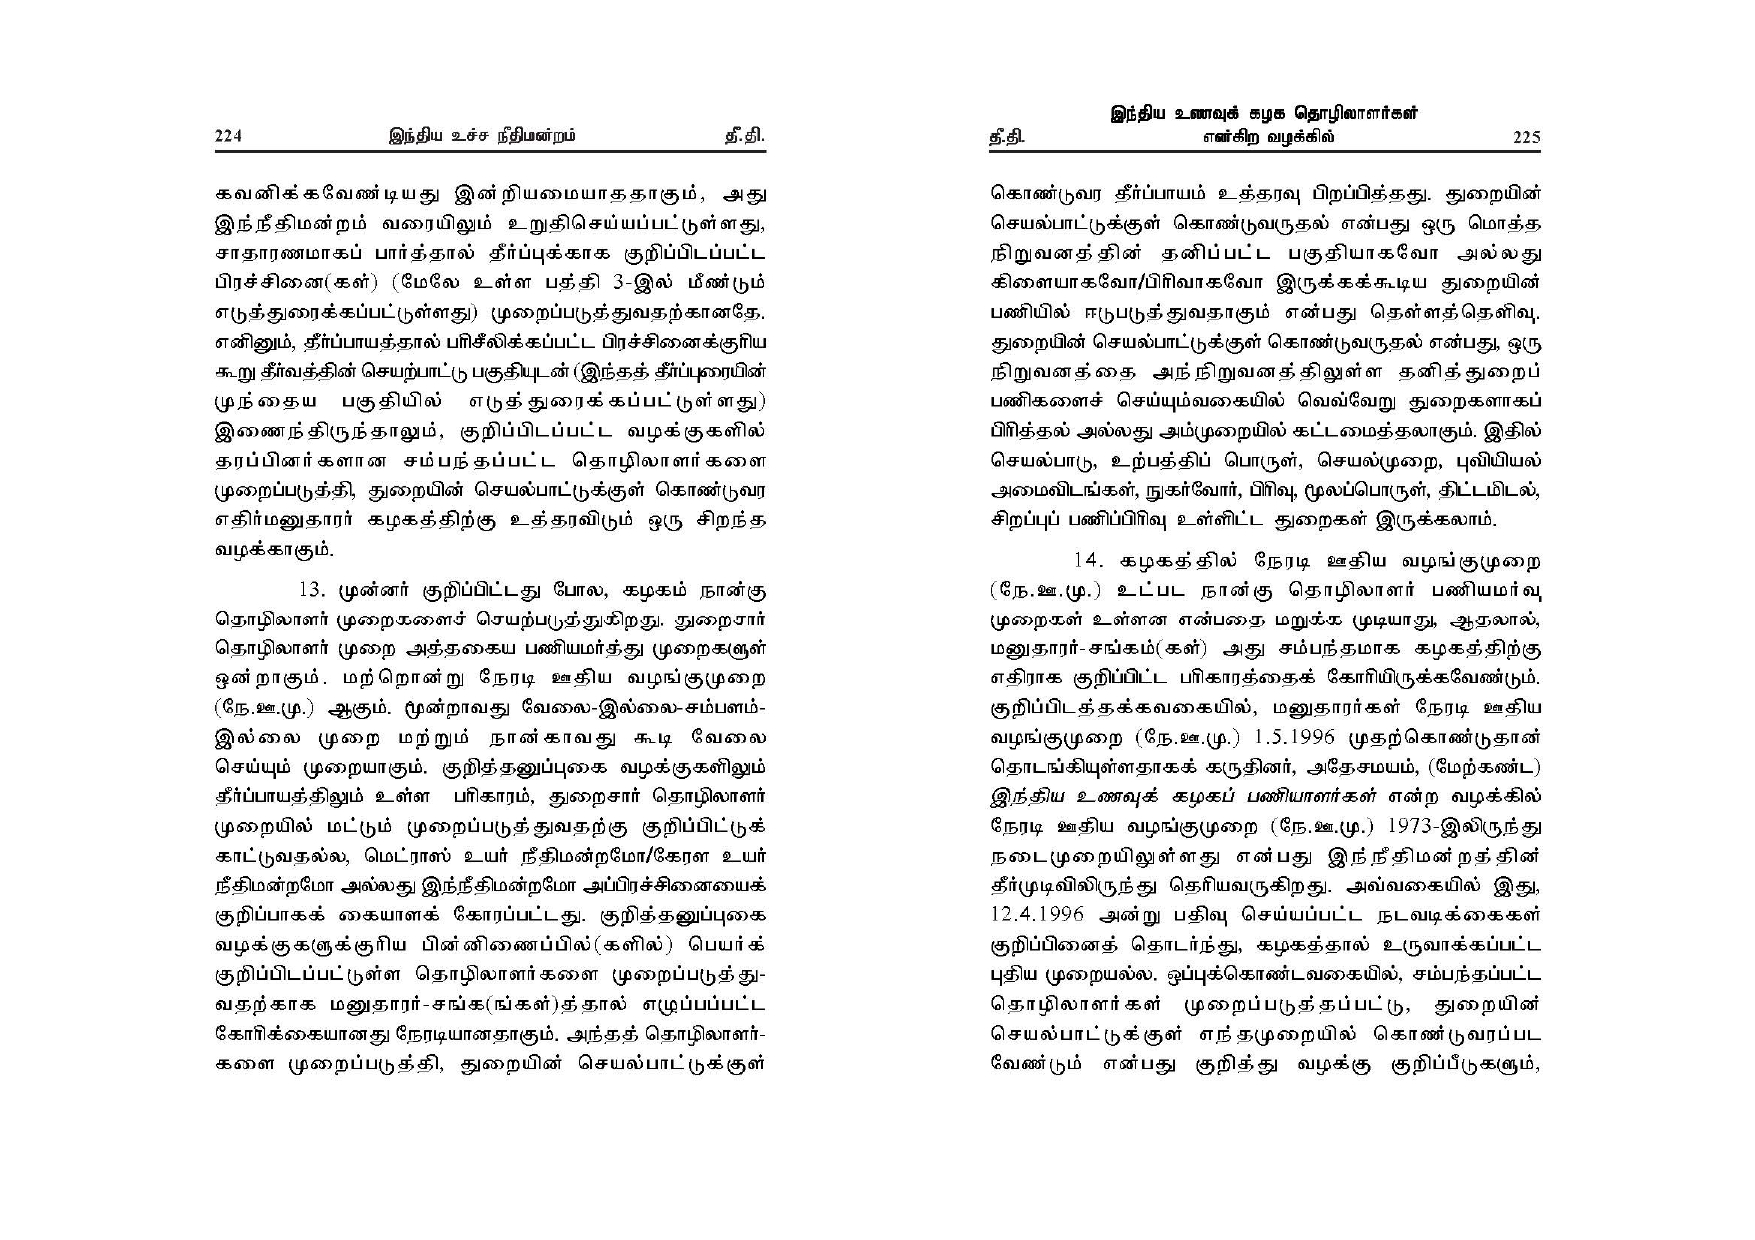 224 இந்திய உச்ச நீதிமன்றம் தீ.தி.
கவனிக்கவேண்டியது இன்றியமையாததாகும், அது
இந்நீதிமன்றம் வரையிலும் உறுதிசெய்யப்பட்டுள்ளது,
சாதாரணமாகப் பார்த்தால் தீர்ப்புக்காக குறிப்பிடப்பட்ட
பிரச்சினை(கள்) (மேலே உள்ள பத்தி 3-இல் மீண்டும்
எடுத்துரைக்கப்பட்டுள்ளது) முறைப்படுத்துவதற்கானதே.
எனினும், தீர்ப்பாயத்தால் பரிசீலிக்கப்பட்ட பிரச்சினைக்குரிய
கூறு தீர்வத்தின் செயற்பாட்டு பகுதியுடன் (இந்தத் தீர்ப்புரையின்
முந்தைய பகுதியில் எடுத்துரைக்கப்பட்டுள்ளது)
இணைந்திருந்தாலும், குறிப்பிடப்பட்ட வழக்குகளில்
தரப்பினர்களான சம்பந்தப்பட்ட தொழிலாளர்களை
முறைப்படுத்தி, துறையின் செயல்பாட்டுக்குள் கொண்டுவர
எதிர்மனுதாரர் கழகத்திற்கு உத்தரவிடும் ஒரு சிறந்த
வழக்காகும்.
13. முன்னர் குறிப்பிட்டது போல, கழகம் நான்கு
தொழிலாளர் முறைகளைச் செயற்படுத்துகிறது. துறைசார்
தொழிலாளர் முறை அத்தகைய பணியமர்த்து முறைகளுள்
ஒன்றாகும். மற்றொன்று நேரடி ஊதிய வழங்குமுறை
(நே.ஊ.மு.) ஆகும். மூன்றாவது வேலை-இல்லை-சம்பளம்-
இல்லை முறை மற்றும் நான்காவது கூடி வேலை
செய்யும் முறையாகும். குறித்தனுப்புகை வழக்குகளிலும்
தீர்ப்பாயத்திலும் உள்ள பரிகாரம், துறைசார் தொழிலாளர்
முறையில் மட்டும் முறைப்படுத்துவதற்கு குறிப்பிட்டுக்
காட்டுவதல்ல, மெட்ராஸ் உயர் நீதிமன்றமோ/கேரள உயர்
நீதிமன்றமோ அல்லது இந்நீதிமன்றமோ அப்பிரச்சினையைக்
குறிப்பாகக் கையாளக் கோரப்பட்டது. குறித்தனுப்புகை
வழக்குகளுக்குரிய பின்னிணைப்பில்(களில்) பெயர்க்
குறிப்பிடப்பட்டுள்ள தொழிலாளர்களை முறைப்படுத்து-
வதற்காக மனுதாரர்-சங்க(ங்கள்)த்தால் எழுப்பப்பட்ட
கோரிக்கையானது நேரடியானதாகும். அந்தத் தொழிலாளர்-
களை முறைப்படுத்தி, துறையின் செயல்பாட்டுக்குள்
இந்திய உணவுக் கழக தொழிலாளர்கள்
தீ.தி. என்கிற வழக்கில் 225
கொண்டுவர தீர்ப்பாயம் உத்தரவு பிறப்பித்தது. துறையின்
செயல்பாட்டுக்குள் கொண்டுவருதல் என்பது ஒரு மொத்த
நிறுவனத்தின் தனிப்பட்ட பகுதியாகவோ அல்லது
கிளையாகவோ/பிரிவாகவோ இருக்கக்கூடிய துறையின்
பணியில் ஈடுபடுத்துவதாகும் என்பது தெள்ளத்தெளிவு.
துறையின் செயல்பாட்டுக்குள் கொண்டுவருதல் என்பது, ஒரு
நிறுவனத்தை அந்நிறுவனத்திலுள்ள தனித்துறைப்
பணிகளைச் செய்யும்வகையில் வெவ்வேறு துறைகளாகப்
பிரித்தல் அல்லது அம்முறையில் கட்டமைத்தலாகும். இதில்
செயல்பாடு, உற்பத்திப் பொருள், செயல்முறை, புவியியல்
அமைவிடங்கள், நுகர்வோர், பிரிவு, மூலப்பொருள், திட்டமிடல்,
சிறப்புப் பணிப்பிரிவு உள்ளிட்ட துறைகள் இருக்கலாம்.
14. கழகத்தில் நேரடி ஊதிய வழங்குமுறை
(நே.ஊ.மு.) உட்பட நான்கு தொழிலாளர் பணியமர்வு
முறைகள் உள்ளன என்பதை மறுக்க முடியாது, ஆதலால்,
மனுதாரர்-சங்கம்(கள்) அது சம்பந்தமாக கழகத்திற்கு
எதிராக குறிப்பிட்ட பரிகாரத்தைக் கோரியிருக்கவேண்டும்.
குறிப்பிடத்தக்கவகையில், மனுதாரர்கள் நேரடி ஊதிய
வழங்குமுறை (நே.ஊ.மு.) 1.5.1996 முதற்கொண்டுதான்
தொடங்கியுள்ளதாகக் கருதினர், அதேசமயம், (மேற்கண்ட)
இந்திய உணவுக் கழகப் பணியாளர்கள் என்ற வழக்கில்
நேரடி ஊதிய வழங்குமுறை (நே.ஊ.மு.) 1973-இலிருந்து
நடைமுறையிலுள்ளது என்பது இந்நீதிமன்றத்தின்
தீர்முடிவிலிருந்து தெரியவருகிறது. அவ்வகையில் இது,
12.4.1996 அன்று பதிவு செய்யப்பட்ட நடவடிக்கைகள்
குறிப்பினைத் தொடர்ந்து, கழகத்தால் உருவாக்கப்பட்ட
புதிய முறையல்ல. ஒப்புக்கொண்டவகையில், சம்பந்தப்பட்ட
தொழிலாளர்கள் முறைப்படுத்தப்பட்டு, துறையின்
செயல்பாட்டுக்குள் எந்தமுறையில் கொண்டுவரப்பட
வேண்டும் என்பது குறித்து வழக்கு குறிப்பீடுகளும்,